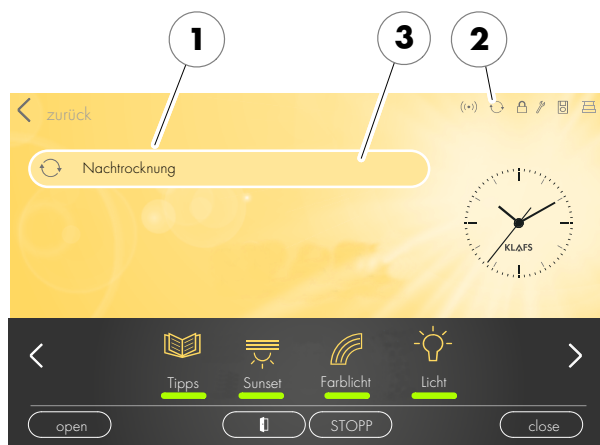 1
3
2
zurück
Nachtrocknung
KLAFS
Tipps
Sunset
Farblicht
Licht
open
STOPP
close